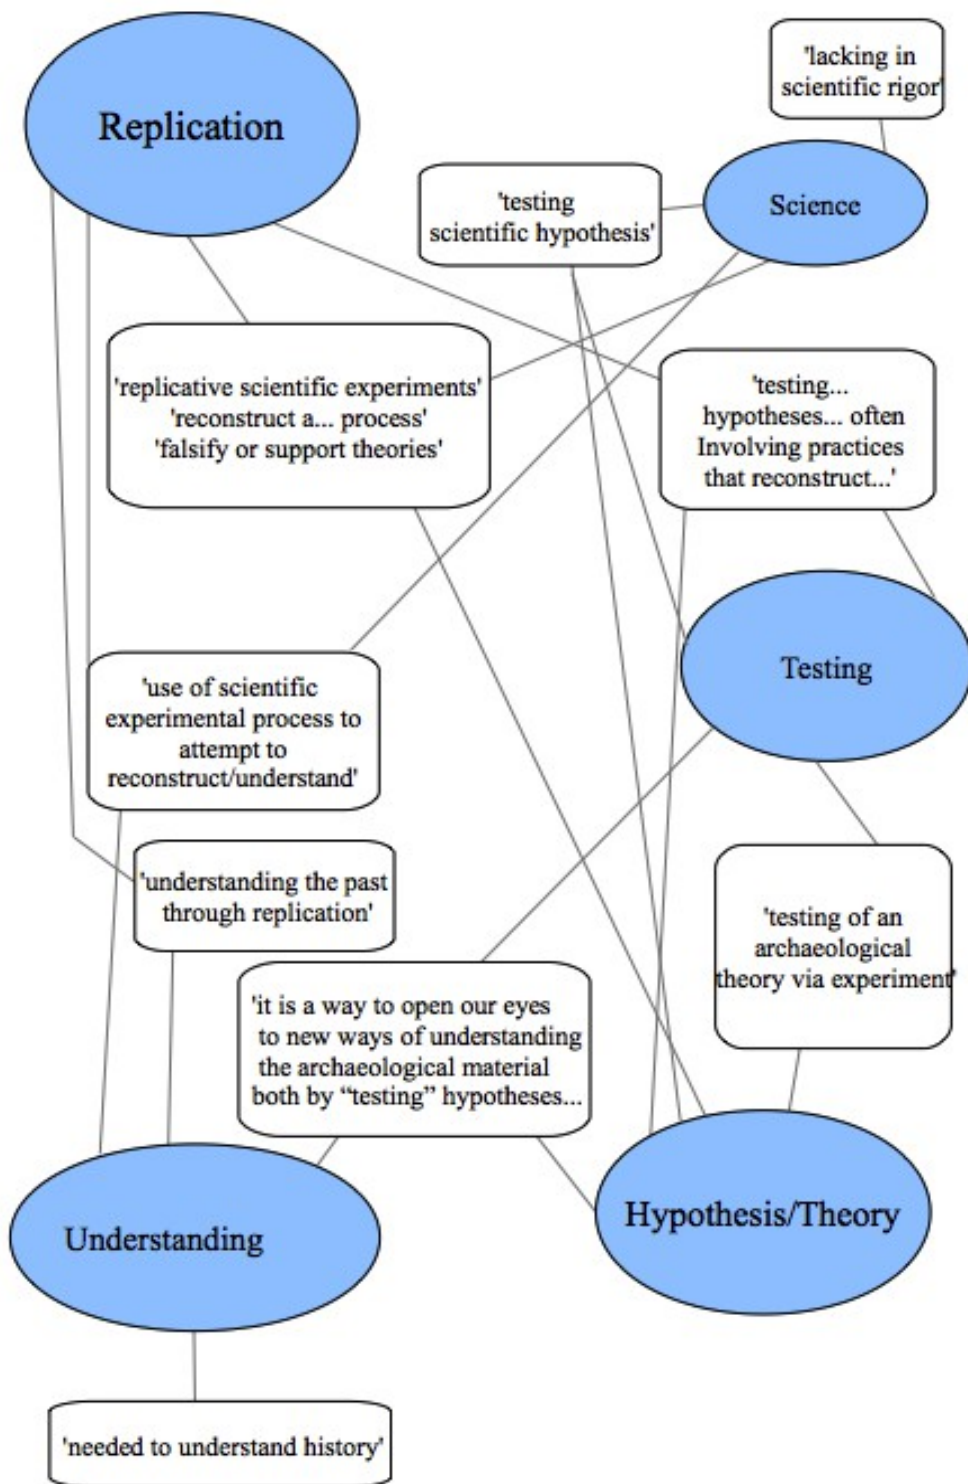 'lacking in
scientific rigor'
Replication
Science
'testing
scientific hypothesis'
'replicative scientific experiments'
'reconstruct a... process'
'falsify or support theories'
'testing...
hypotheses... often
Involving practices
that reconstruct...'
Testing
'use of scientific
experimental process to
attempt to
reconstruct/understand'
'understanding the past
through replication'
'testing of an
archaeological
theory via experiment'
'it is a way to open our eyes
to new ways of understanding
the archaeological material
both by “testing” hypotheses...
Understanding
Hypothesis/Theory
'needed to understand history'